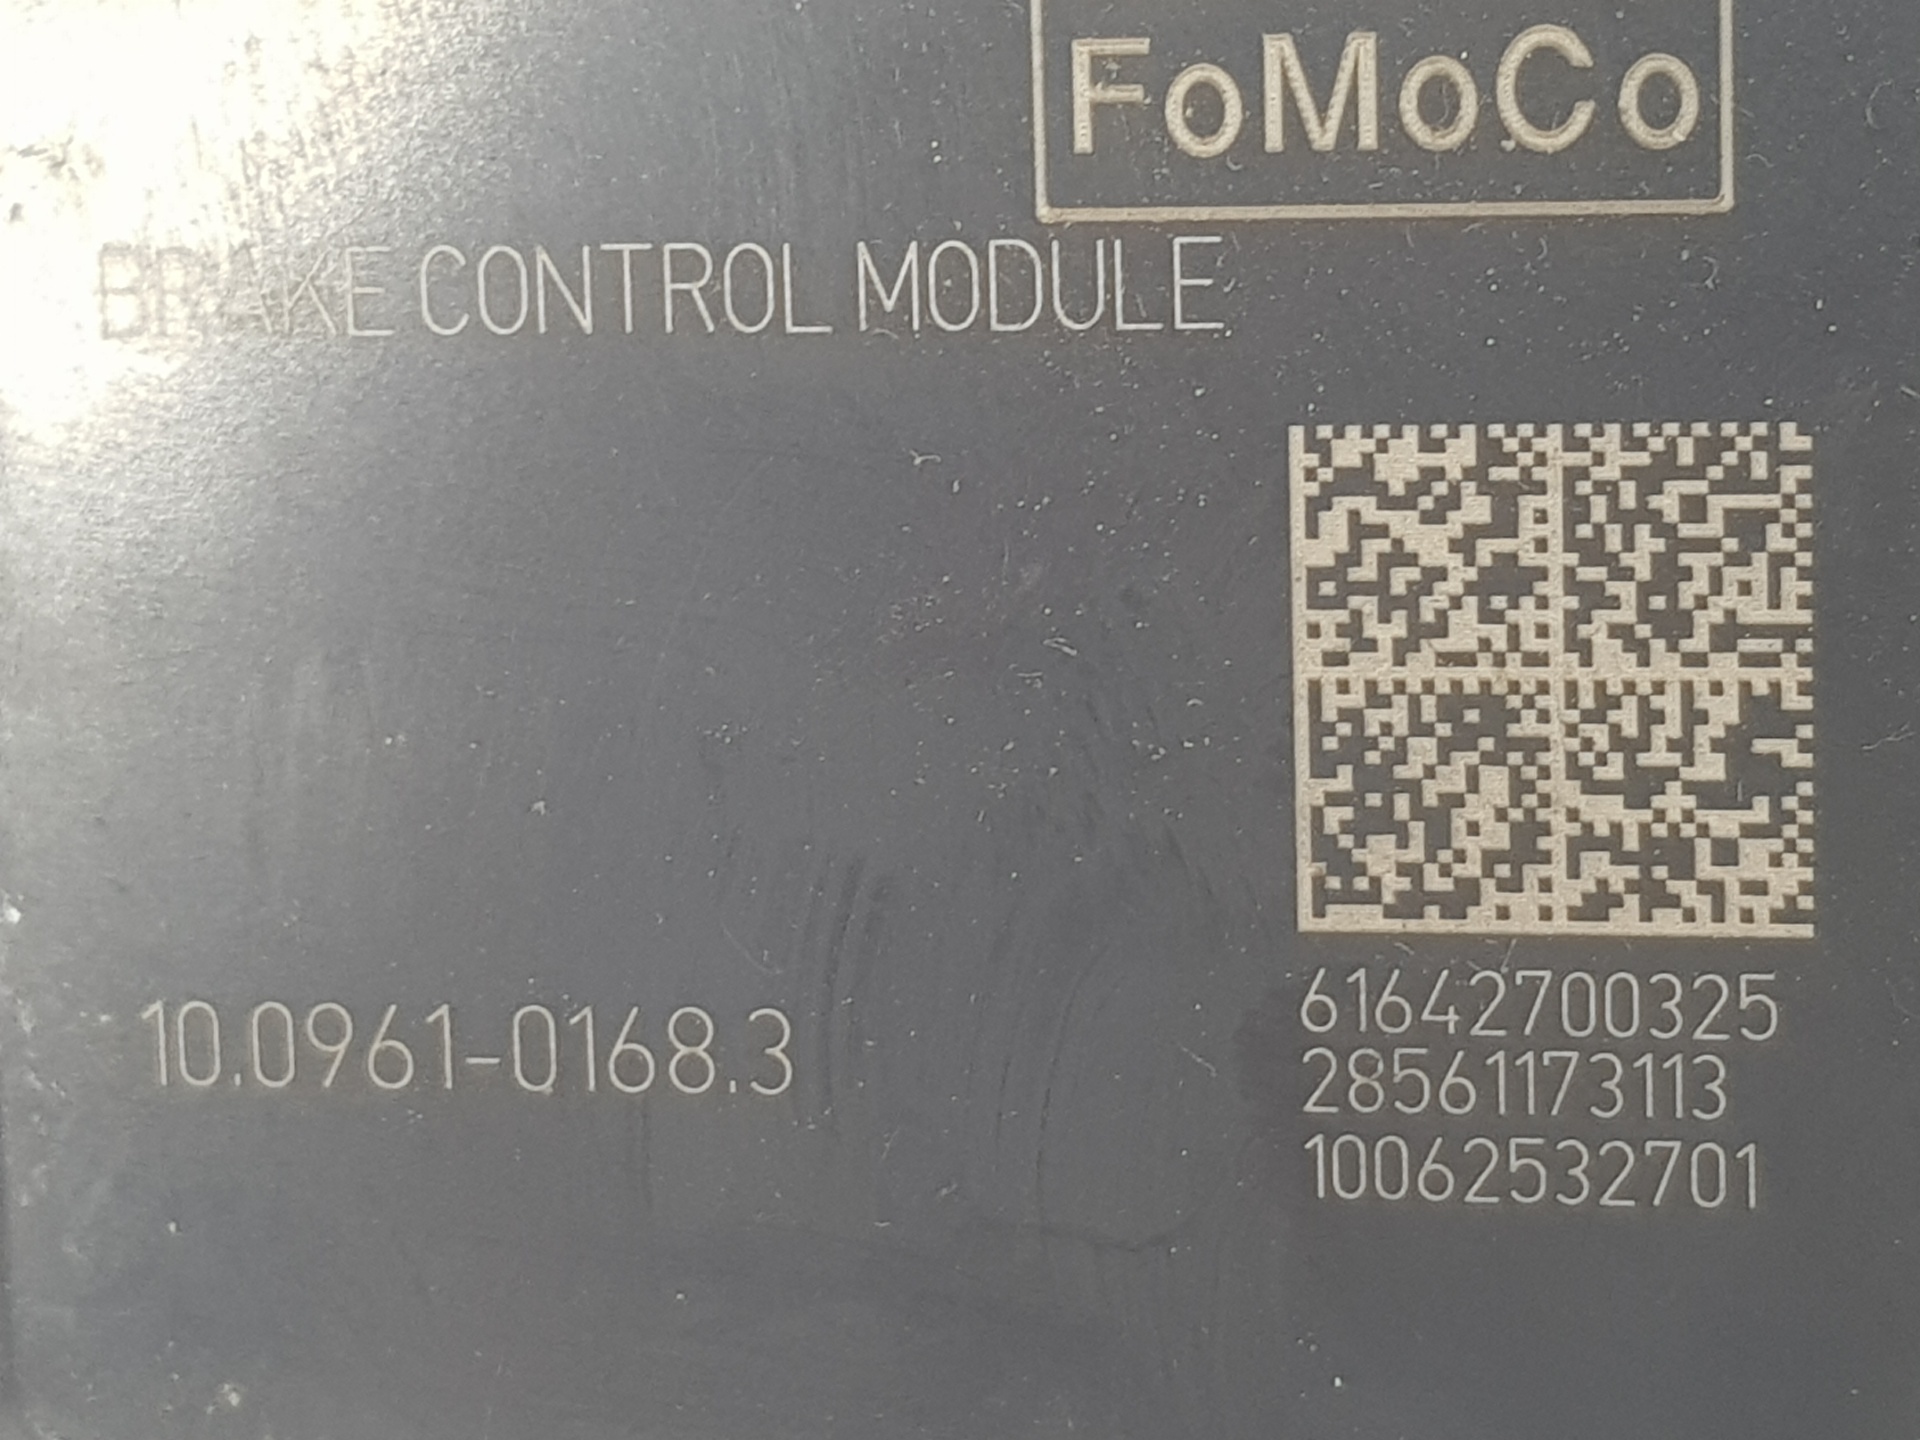 FoMoCo
BRAKE CONTROL MODULE
10.0961-0168.3
61642700325
28561173113
10062532701